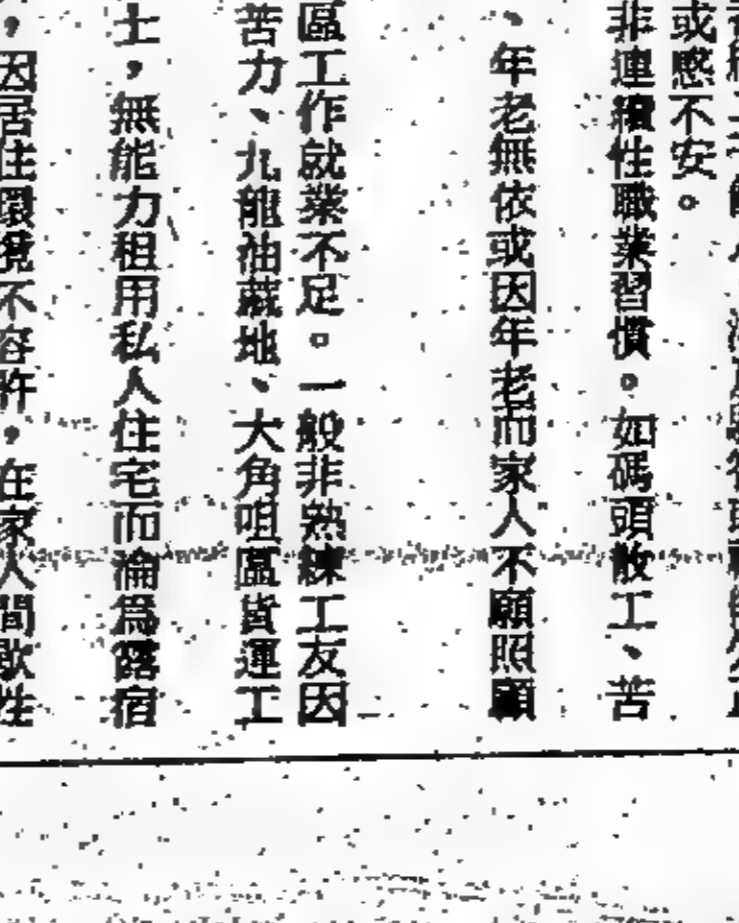 或感不安。
非連續性職業習慣。如碼頭散工、苦
、年老無依或因年老而家人不願照顧
區工作就業不足。一般非熟練工友因
苦力、九龍油蔴地、大角咀區貨運工
士，無能力租用私人住宅而淪爲露宿
，因居住環境不容許，在家人間歇性